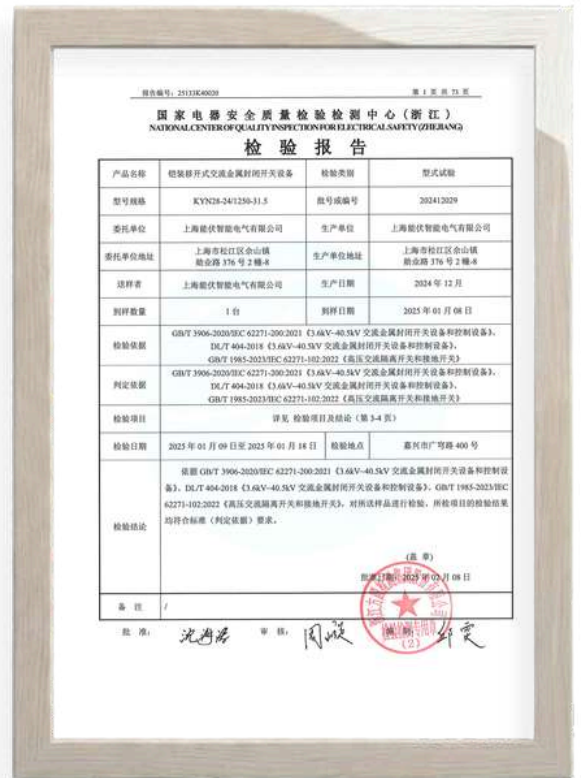 报告编号: 25133K40020 第 1 页 共 73 页
国家电器安全质量检验检测中心(浙江)
NATIONAL CENTER OF QUALITY INSPECTION FOR ELECTRICAL SAFETY (ZHEJIANG)
检 验 报 告
产品名称 铠装移开式交流金属封闭开关设备 检验类别 型式试验
型号规格 KYN28-24/1250-31.5 批号或编号 202412029
委托单位 上海能伏智能电气有限公司 生产单位 上海能伏智能电气有限公司
委托单位地址 上海市松江区佘山镇 生产单位地址 上海市松江区佘山镇
勋业路 376 号 2 幢-8 勋业路 376 号 2 幢-8
送样者 上海能伏智能电气有限公司 生产日期 2024 年 12 月
到样数量 1 台 到样日期 2025 年 01 月 08 日
检验依据 GB/T 3906-2020/IEC 62271-200:2021《3.6kV~40.5kV 交流金属封闭开关设备和控制设备》、
DL/T 404-2018《3.6kV~40.5kV 交流金属封闭开关设备和控制设备》、
GB/T 1985-2023/IEC 62271-102:2022《高压交流隔离开关和接地开关》
判定依据 GB/T 3906-2020/IEC 62271-200:2021《3.6kV~40.5kV 交流金属封闭开关设备和控制设备》、
DL/T 404-2018《3.6kV~40.5kV 交流金属封闭开关设备和控制设备》、
GB/T 1985-2023/IEC 62271-102:2022《高压交流隔离开关和接地开关》
检验项目 详见 检验项目及结论(第 3-4 页)
检验日期 2025 年 01 月 09 日至 2025 年 01 月 18 日 检验地点 嘉兴市广穹路 400 号
检验结论 依据 GB/T 3906-2020/IEC 62271-200:2021《3.6kV~40.5kV 交流金属封闭开关设备和控制设
备》、DL/T 404-2018《3.6kV~40.5kV 交流金属封闭开关设备和控制设备》、GB/T 1985-2023/IEC
62271-102:2022《高压交流隔离开关和接地开关》,对所送样品进行检验,所检项目的检验结果
均符合标准(判定依据)要求。
(盖 章)
批准日期: 2025 年 02 月 08 日
备 注 /
批 准: 审 核:
检验检测专用章
(2)